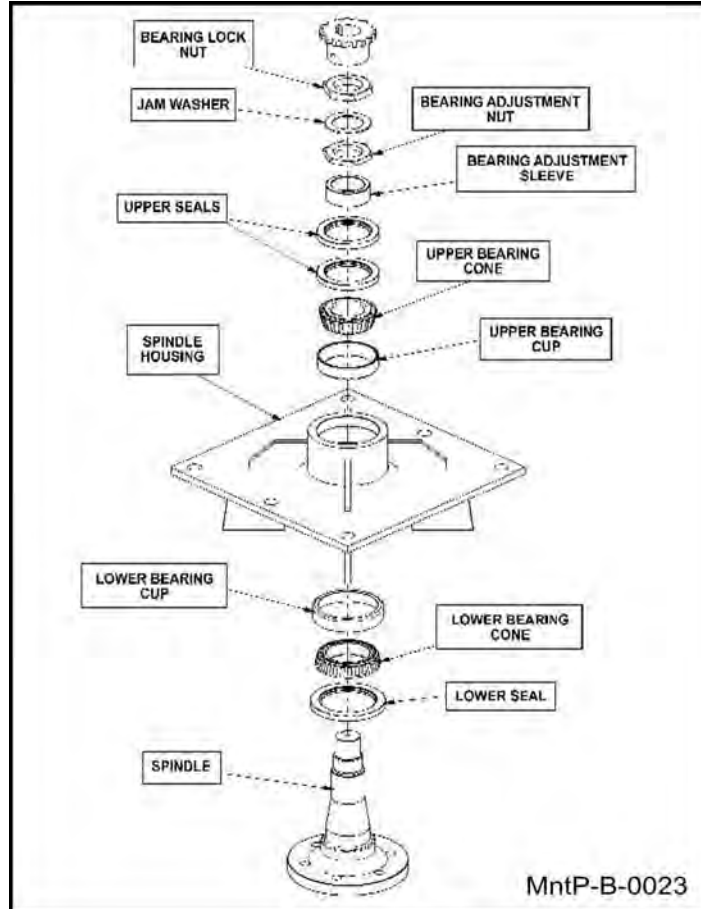 BEARING LOCK
NUT
JAM WASHER
BEARING ADJUSTMENT
NUT
BEARING ADJUSTMENT
SLEEVE
UPPER SEALS
UPPER BEARING
CONE
SPINDLE
HOUSING
UPPER BEARING
CUP
LOWER BEARING
CUP
LOWER BEARING
CONE
LOWER SEAL
SPINDLE
MntP-B-0023